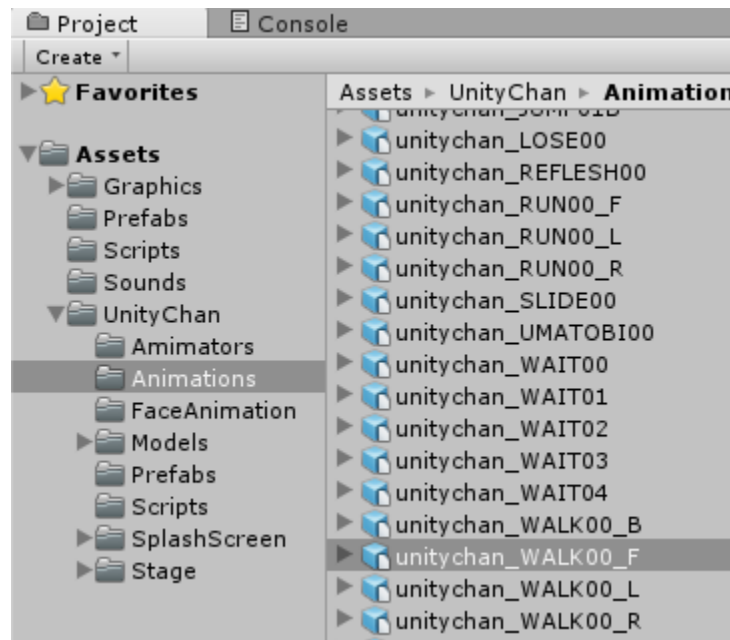 Project
Console
Create
Favorites
Assets
Graphics
Prefabs
Scripts
Sounds
UnityChan
Amimators
Animations
FaceAnimation
Models
Prefabs
Scripts
SplashScreen
Stage
Assets UnityChan Animation
unitychan_JUMP01B
unitychan_LOSE00
unitychan_REFLESH00
unitychan_RUN00_F
unitychan_RUN00_L
unitychan_RUN00_R
unitychan_SLIDE00
unitychan_UMATOBI00
unitychan_WAIT00
unitychan_WAIT01
unitychan_WAIT02
unitychan_WAIT03
unitychan_WAIT04
unitychan_WALK00_B
unitychan_WALK00_F
unitychan_WALK00_L
unitychan_WALK00_R